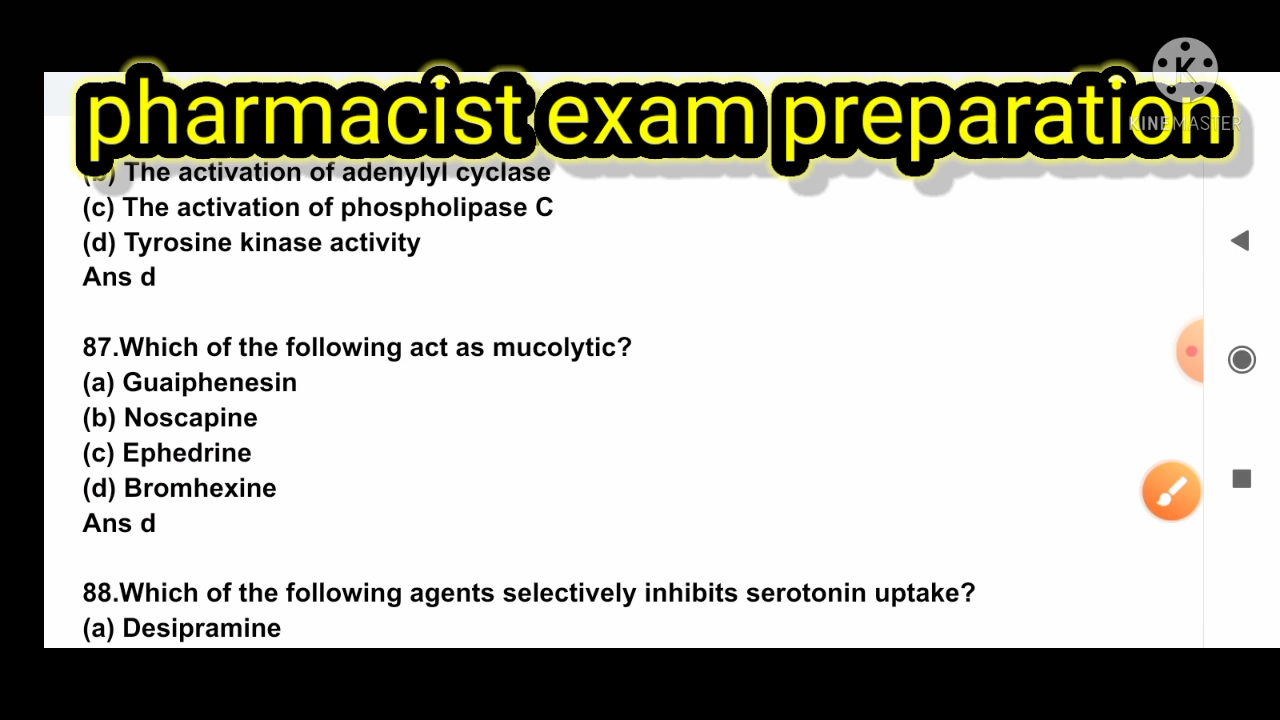 pharmacist exam preparation
KINEMASTER
(b) The activation of adenylyl cyclase
(c) The activation of phospholipase C
(d) Tyrosine kinase activity
Ans d
87.Which of the following act as mucolytic?
(a) Guaiphenesin
(b) Noscapine
(c) Ephedrine
(d) Bromhexine
Ans d
88.Which of the following agents selectively inhibits serotonin uptake?
(a) Desipramine